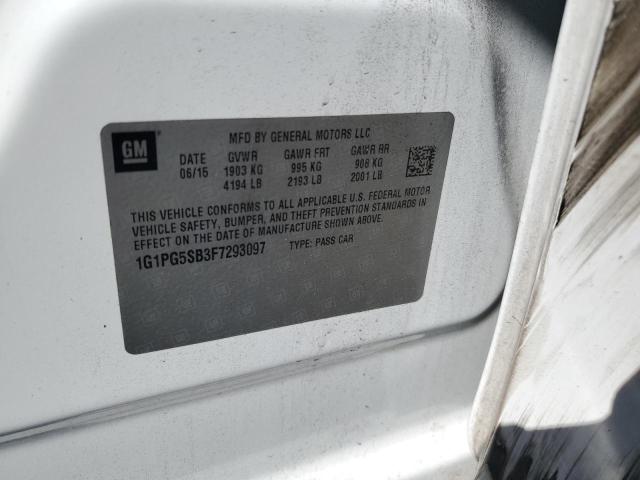 GM
MFD BY GENERAL MOTORS LLC
DATE GVWR GAWR FRT GAWR RR
06/15 1903 KG 995 KG 908 KG
4194 LB 2193 LB 2001 LB
THIS VEHICLE CONFORMS TO ALL APPLICABLE U.S. FEDERAL MOTOR
VEHICLE SAFETY, BUMPER, AND THEFT PREVENTION STANDARDS IN
EFFECT ON THE DATE OF MANUFACTURE SHOWN ABOVE.
1G1PG5SB3F7293097 TYPE: PASS CAR